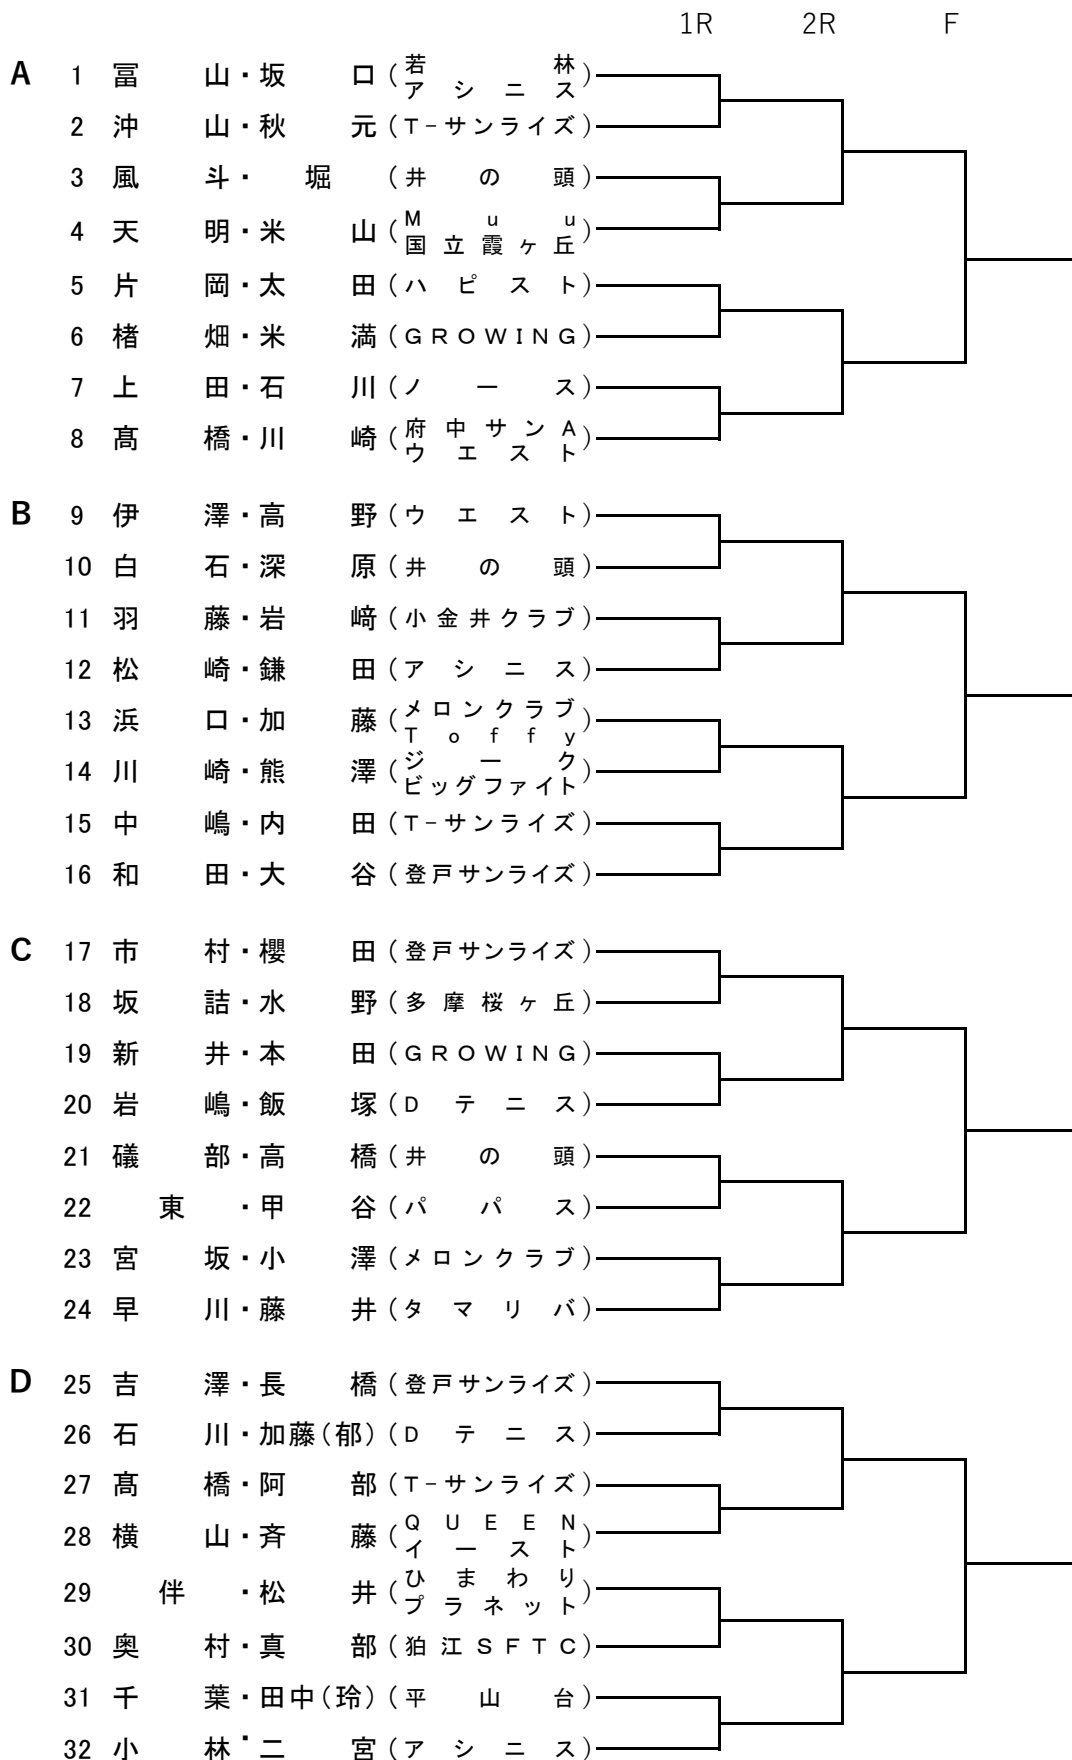 1R 2R F
A 1 冨山・坂口(若林 アシニス)
2 沖山・秋元(T-サンライズ)
3 風斗・堀(井の頭)
4 天明・米山(Muu 国立霞ヶ丘)
5 片岡・太田(ハピスト)
6 楮畑・米満(GROWING)
7 上田・石川(ノース)
8 髙橋・川崎(府中サンA ウエスト)
B 9 伊澤・高野(ウエスト)
10 白石・深原(井の頭)
11 羽藤・岩﨑(小金井クラブ)
12 松崎・鎌田(アシニス)
13 浜口・加藤(メロンクラブ Toffy)
14 川崎・熊澤(ジーク ビッグファイト)
15 中嶋・内田(T-サンライズ)
16 和田・大谷(登戸サンライズ)
C 17 市村・櫻田(登戸サンライズ)
18 坂詰・水野(多摩桜ヶ丘)
19 新井・本田(GROWING)
20 岩嶋・飯塚(Dテニス)
21 礒部・高橋(井の頭)
22 東・甲谷(パパス)
23 宮坂・小澤(メロンクラブ)
24 早川・藤井(タマリバ)
D 25 吉澤・長橋(登戸サンライズ)
26 石川・加藤(郁)(Dテニス)
27 髙橋・阿部(T-サンライズ)
28 横山・斉藤(QUEEN イースト)
29 伴・松井(ひまわり プラネット)
30 奥村・真部(狛江SFTC)
31 千葉・田中(玲)(平山台)
32 小林・二宮(アシニス)